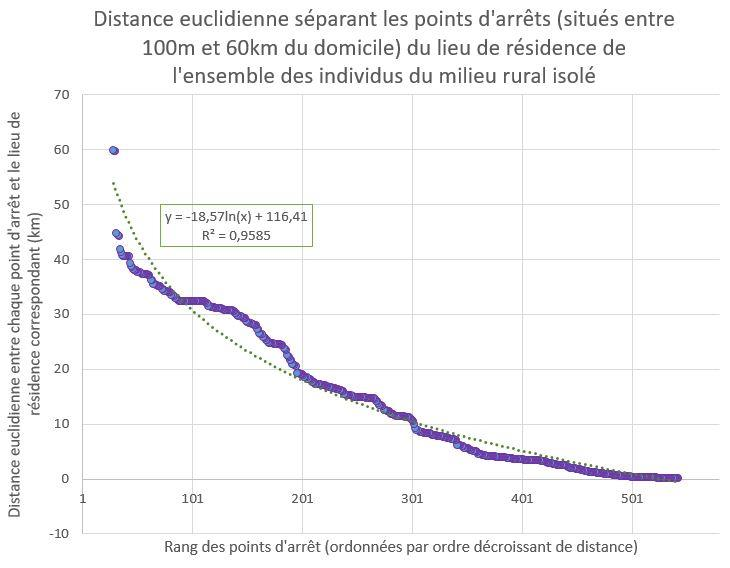 Distance euclidienne séparant les points d'arrêts (situés entre
100m et 60km du domicile) du lieu de résidence de
l'ensemble des individus du milieu rural isolé
Distance euclidienne entre chaque point d'arrêt et le lieu de
résidence correspondant (km)
70
60
50
40
30
20
10
0
-10
y = -18,57ln(x) + 116,41
R² = 0,9585
1
101
201
301
401
501
Rang des points d'arrêt (ordonnées par ordre décroissant de distance)